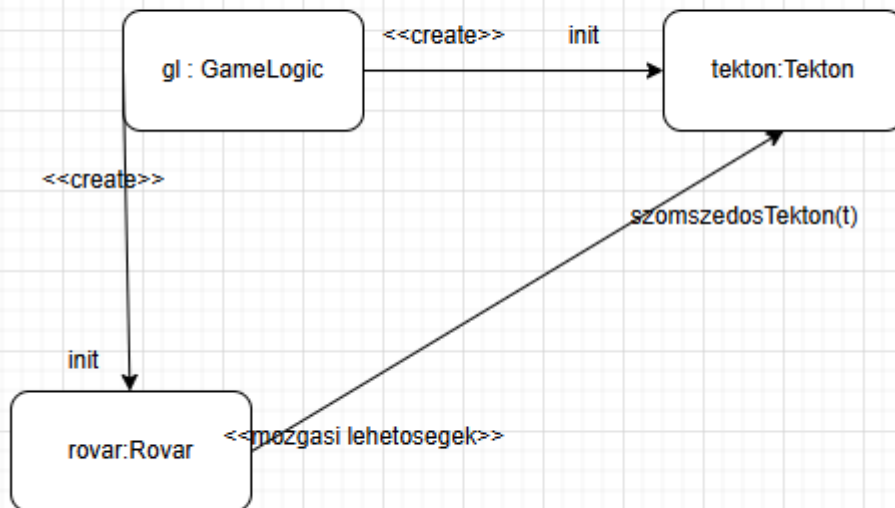 <<create>> init
gl : GameLogic
tekton:Tekton
<<create>>
szomszedosTekton(t)
init
<<mozgasi lehetosegek>>
rovar:Rovar